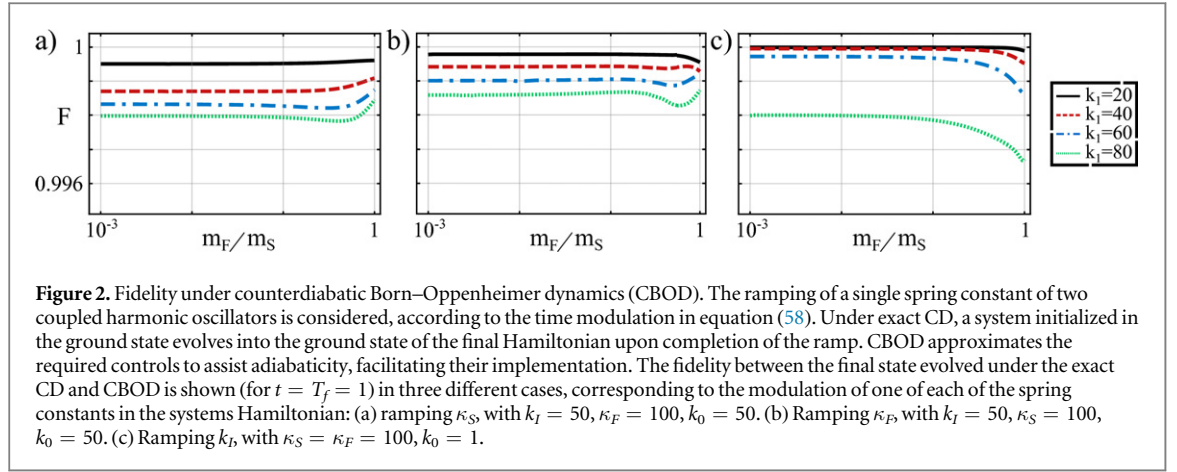 a)
b)
c)
1
F
0.996
10⁻³
m_F/m_S
1
10⁻³
m_F/m_S
1
10⁻³
m_F/m_S
1
k₁=20
k₁=40
k₁=60
k₁=80
Figure 2. Fidelity under counterdiabatic Born–Oppenheimer dynamics (CBOD). The ramping of a single spring constant of two
coupled harmonic oscillators is considered, according to the time modulation in equation (58). Under exact CD, a system initialized in
the ground state evolves into the ground state of the final Hamiltonian upon completion of the ramp. CBOD approximates the
required controls to assist adiabaticity, facilitating their implementation. The fidelity between the final state evolved under the exact
CD and CBOD is shown (for t = T_f = 1) in three different cases, corresponding to the modulation of one of each of the spring
constants in the systems Hamiltonian: (a) ramping κ_S, with k_I = 50, κ_F = 100, k₀ = 50. (b) Ramping κ_F, with k_I = 50, κ_S = 100,
k₀ = 50. (c) Ramping k_I, with κ_S = κ_F = 100, k₀ = 1.